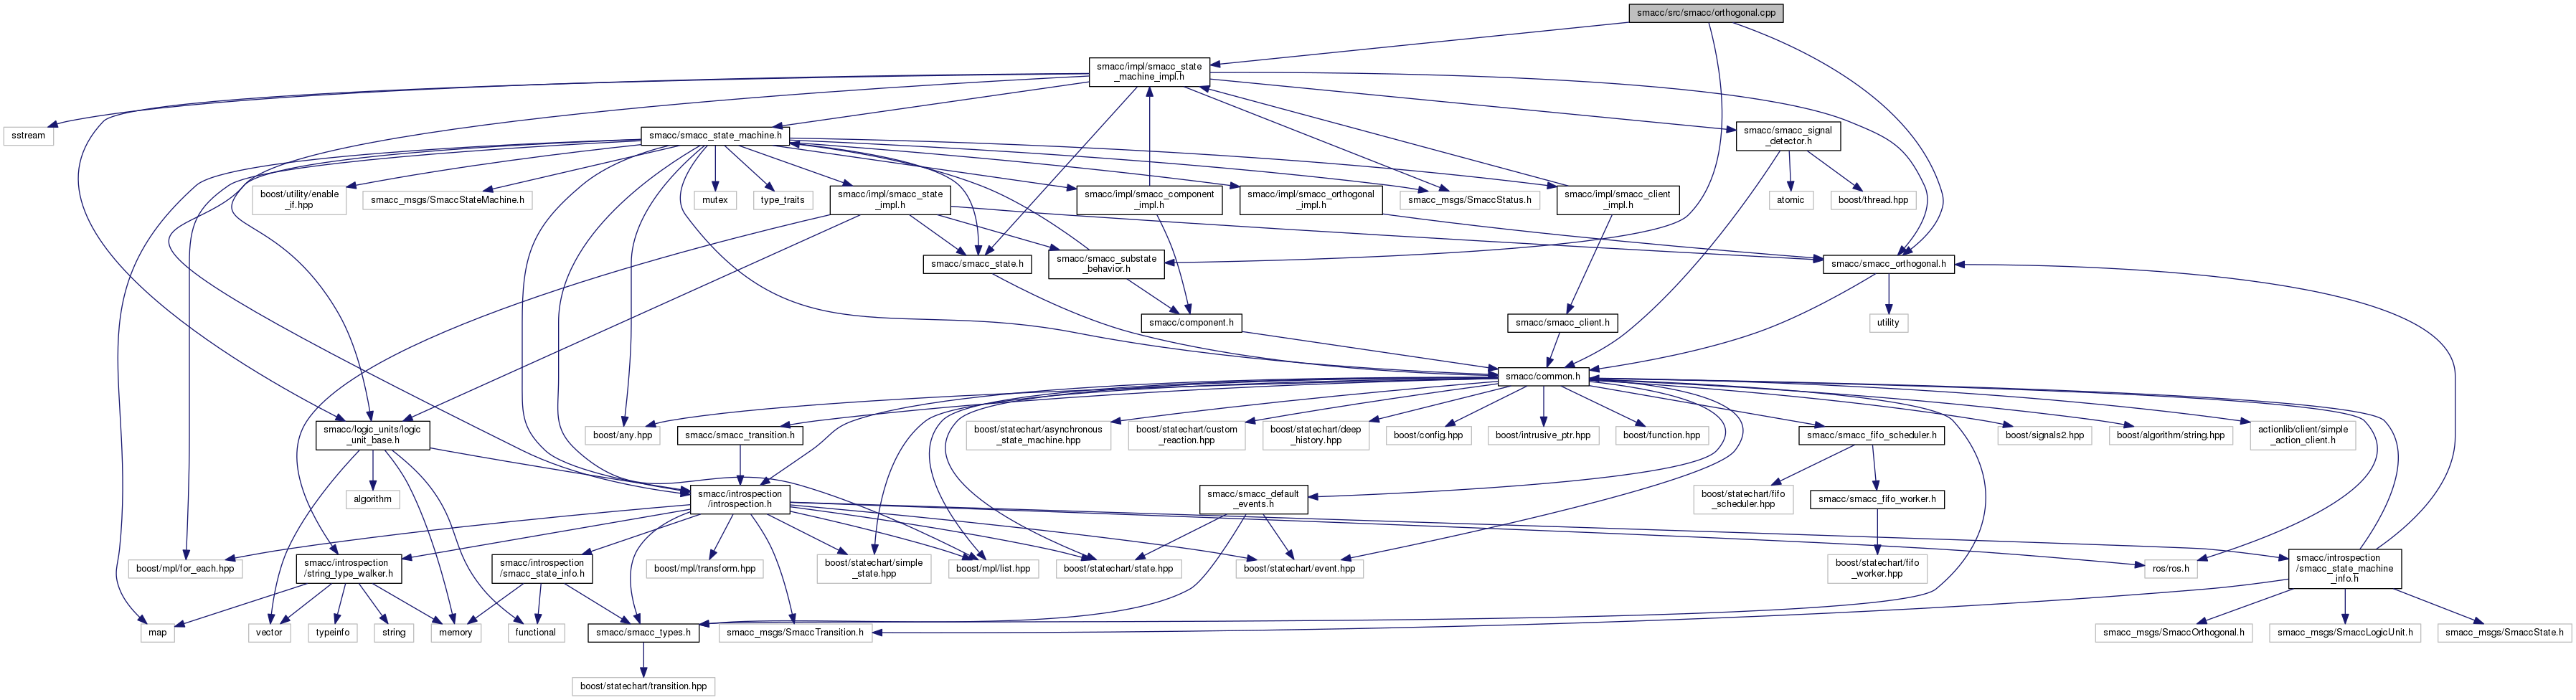 smacc/src/smacc/orthogonal.cpp
smacc/impl/smacc_state
_machine_impl.h
sstream
smacc/smacc_state_machine.h
smacc/smacc_signal
_detector.h
boost/utility/enable
_if.hpp
smacc_msgs/SmaccStateMachine.h
mutex
type_traits
smacc/impl/smacc_state
_impl.h
smacc/impl/smacc_component
_impl.h
smacc/impl/smacc_orthogonal
_impl.h
smacc_msgs/SmaccStatus.h
smacc/impl/smacc_client
_impl.h
atomic
boost/thread.hpp
smacc/smacc_state.h
smacc/smacc_substate
_behavior.h
smacc/smacc_orthogonal.h
smacc/component.h
smacc/smacc_client.h
utility
smacc/common.h
smacc/logic_units/logic
_unit_base.h
boost/any.hpp
smacc/smacc_transition.h
boost/statechart/asynchronous
_state_machine.hpp
boost/statechart/custom
_reaction.hpp
boost/statechart/deep
_history.hpp
boost/config.hpp
boost/intrusive_ptr.hpp
boost/function.hpp
smacc/smacc_fifo_scheduler.h
boost/signals2.hpp
boost/algorithm/string.hpp
actionlib/client/simple
_action_client.h
algorithm
smacc/introspection
/introspection.h
smacc/smacc_default
_events.h
boost/statechart/fifo
_scheduler.hpp
smacc/smacc_fifo_worker.h
boost/mpl/for_each.hpp
smacc/introspection
/string_type_walker.h
smacc/introspection
/smacc_state_info.h
boost/mpl/transform.hpp
boost/statechart/simple
_state.hpp
boost/mpl/list.hpp
boost/statechart/state.hpp
boost/statechart/event.hpp
boost/statechart/fifo
_worker.hpp
ros/ros.h
smacc/introspection
/smacc_state_machine
_info.h
map
vector
typeinfo
string
memory
functional
smacc/smacc_types.h
smacc_msgs/SmaccTransition.h
smacc_msgs/SmaccOrthogonal.h
smacc_msgs/SmaccLogicUnit.h
smacc_msgs/SmaccState.h
boost/statechart/transition.hpp